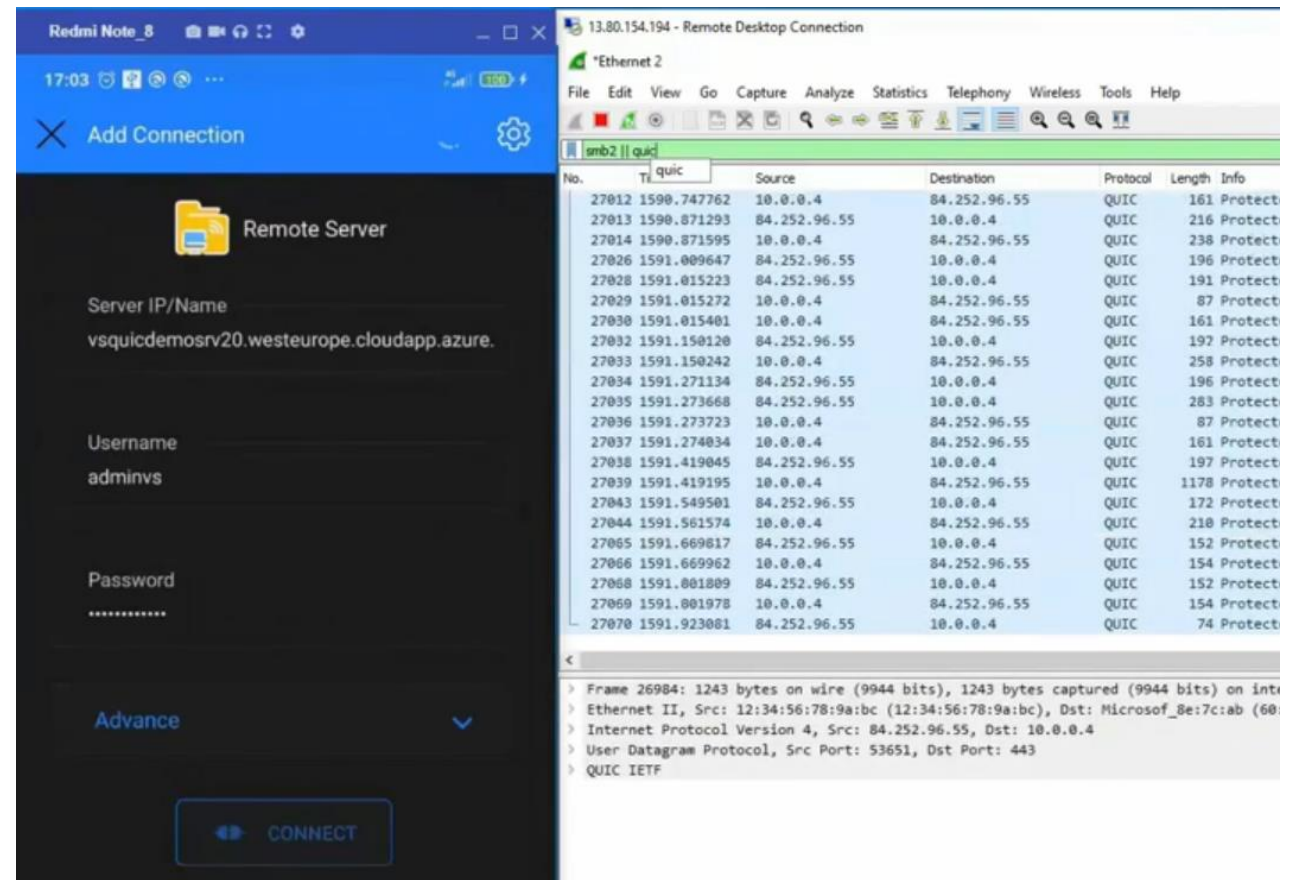 Redmi Note_8
17:03
Add Connection
Remote Server
Server IP/Name
vsquicdemosrv20.westeurope.cloudapp.azure.
Username
adminvs
Password
••••••••••••
Advance
CONNECT
13.80.154.194 - Remote Desktop Connection
*Ethernet 2
File Edit View Go Capture Analyze Statistics Telephony Wireless Tools Help
smb2 || quic
quic
No. Source Destination Protocol Length Info
27012 1590.747762 10.0.0.4 84.252.96.55 QUIC 161 Protect
27013 1590.871293 84.252.96.55 10.0.0.4 QUIC 216 Protect
27014 1590.871595 10.0.0.4 84.252.96.55 QUIC 238 Protect
27026 1591.009647 84.252.96.55 10.0.0.4 QUIC 196 Protect
27028 1591.015223 84.252.96.55 10.0.0.4 QUIC 191 Protect
27029 1591.015272 10.0.0.4 84.252.96.55 QUIC 87 Protect
27030 1591.015401 10.0.0.4 84.252.96.55 QUIC 161 Protect
27032 1591.150120 84.252.96.55 10.0.0.4 QUIC 197 Protect
27033 1591.150242 10.0.0.4 84.252.96.55 QUIC 258 Protect
27034 1591.271134 84.252.96.55 10.0.0.4 QUIC 196 Protect
27035 1591.273668 84.252.96.55 10.0.0.4 QUIC 283 Protect
27036 1591.273723 10.0.0.4 84.252.96.55 QUIC 87 Protect
27037 1591.274034 10.0.0.4 84.252.96.55 QUIC 161 Protect
27038 1591.419045 84.252.96.55 10.0.0.4 QUIC 197 Protect
27039 1591.419195 10.0.0.4 84.252.96.55 QUIC 1178 Protect
27043 1591.549501 84.252.96.55 10.0.0.4 QUIC 172 Protect
27044 1591.561574 10.0.0.4 84.252.96.55 QUIC 210 Protect
27065 1591.669817 84.252.96.55 10.0.0.4 QUIC 152 Protect
27066 1591.669962 10.0.0.4 84.252.96.55 QUIC 154 Protect
27068 1591.801809 84.252.96.55 10.0.0.4 QUIC 152 Protect
27069 1591.801978 10.0.0.4 84.252.96.55 QUIC 154 Protect
27070 1591.923081 84.252.96.55 10.0.0.4 QUIC 74 Protect
Frame 26984: 1243 bytes on wire (9944 bits), 1243 bytes captured (9944 bits) on inte
Ethernet II, Src: 12:34:56:78:9a:bc (12:34:56:78:9a:bc), Dst: Microsof_8e:7c:ab (60:
Internet Protocol Version 4, Src: 84.252.96.55, Dst: 10.0.0.4
User Datagram Protocol, Src Port: 53651, Dst Port: 443
QUIC IETF